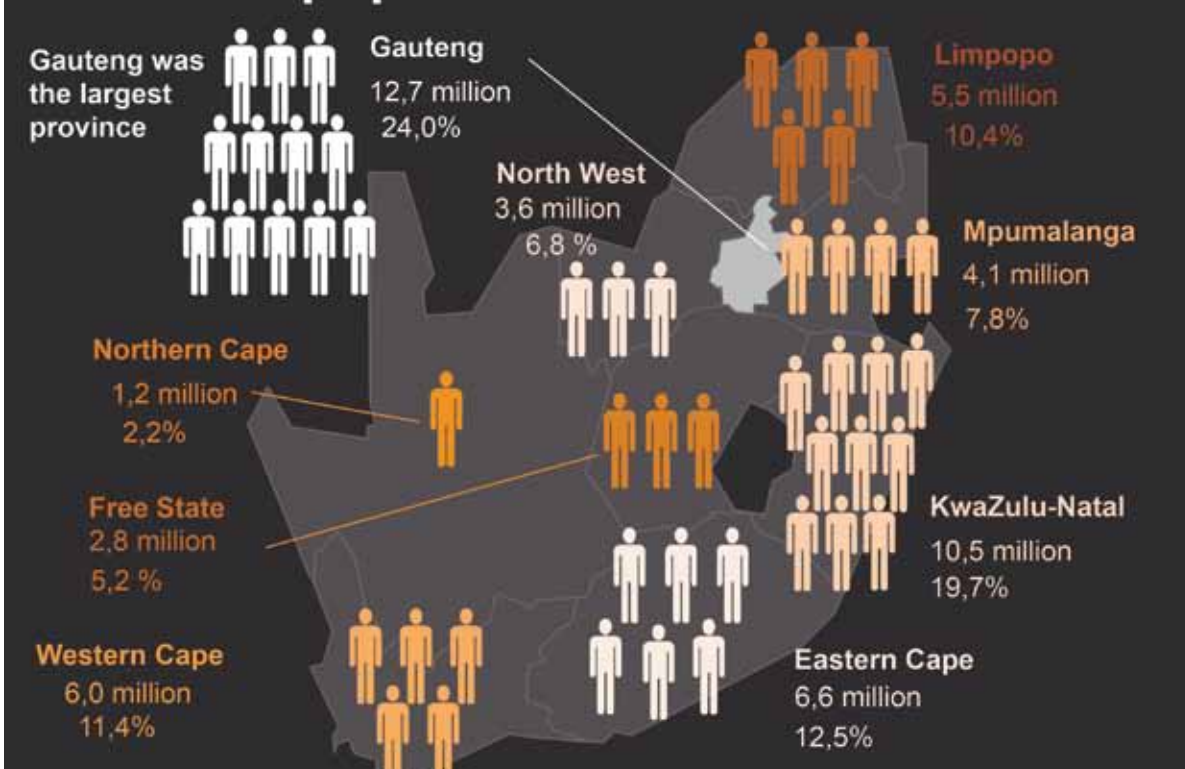 Gauteng was
the largest
province
Gauteng
12,7 million
24,0%
Limpopo
5,5 million
10,4%
North West
3,6 million
6,8 %
Mpumalanga
4,1 million
7,8%
Northern Cape
1,2 million
2,2%
Free State
2,8 million
5,2 %
KwaZulu-Natal
10,5 million
19,7%
Western Cape
6,0 million
11,4%
Eastern Cape
6,6 million
12,5%